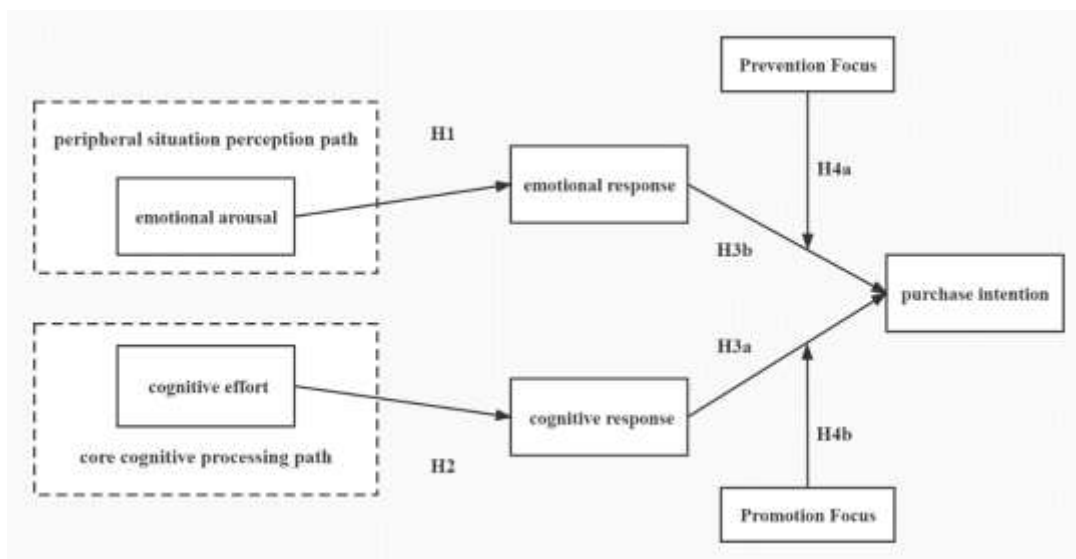 Prevention Focus
peripheral situation perception path
H1
emotional arousal
emotional response
H4a
H3b
purchase intention
cognitive effort
core cognitive processing path
H3a
cognitive response
H2
H4b
Promotion Focus